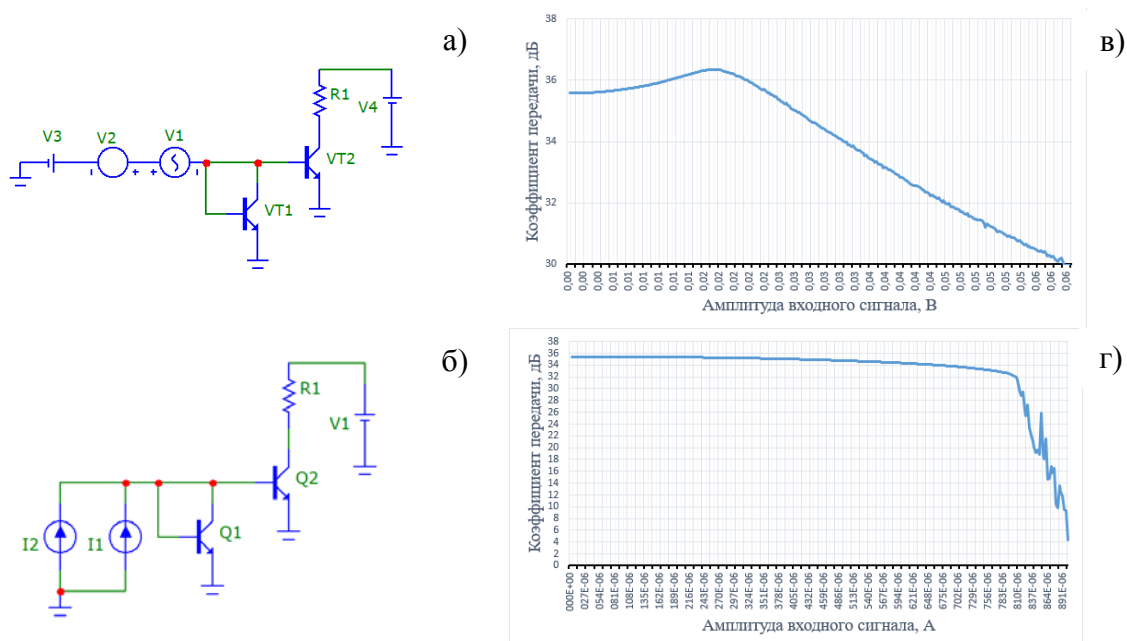 а)
V3
V2
V1
R1
V4
VT2
VT1
в)
Коэффициент передачи, дБ
38
36
34
32
30
0,00 0,00 0,00 0,01 0,01 0,01 0,01 0,01 0,02 0,02 0,02 0,02 0,02 0,03 0,03 0,03 0,03 0,04 0,04 0,04 0,04 0,04 0,05 0,05 0,05 0,05 0,05 0,06 0,06 0,06
Амплитуда входного сигнала, В
б)
R1
V1
Q2
Q1
I2
I1
г)
Коэффициент передачи, дБ
38
36
34
32
30
28
26
24
22
20
18
16
14
12
10
8
6
4
2
0
000E+00 027E-06 054E-06 081E-06 108E-06 135E-06 162E-06 189E-06 216E-06 243E-06 270E-06 297E-06 324E-06 351E-06 378E-06 405E-06 432E-06 459E-06 486E-06 513E-06 540E-06 567E-06 594E-06 621E-06 648E-06 675E-06 702E-06 729E-06 756E-06 783E-06 810E-06 837E-06 864E-06 891E-06
Амплитуда входного сигнала, А